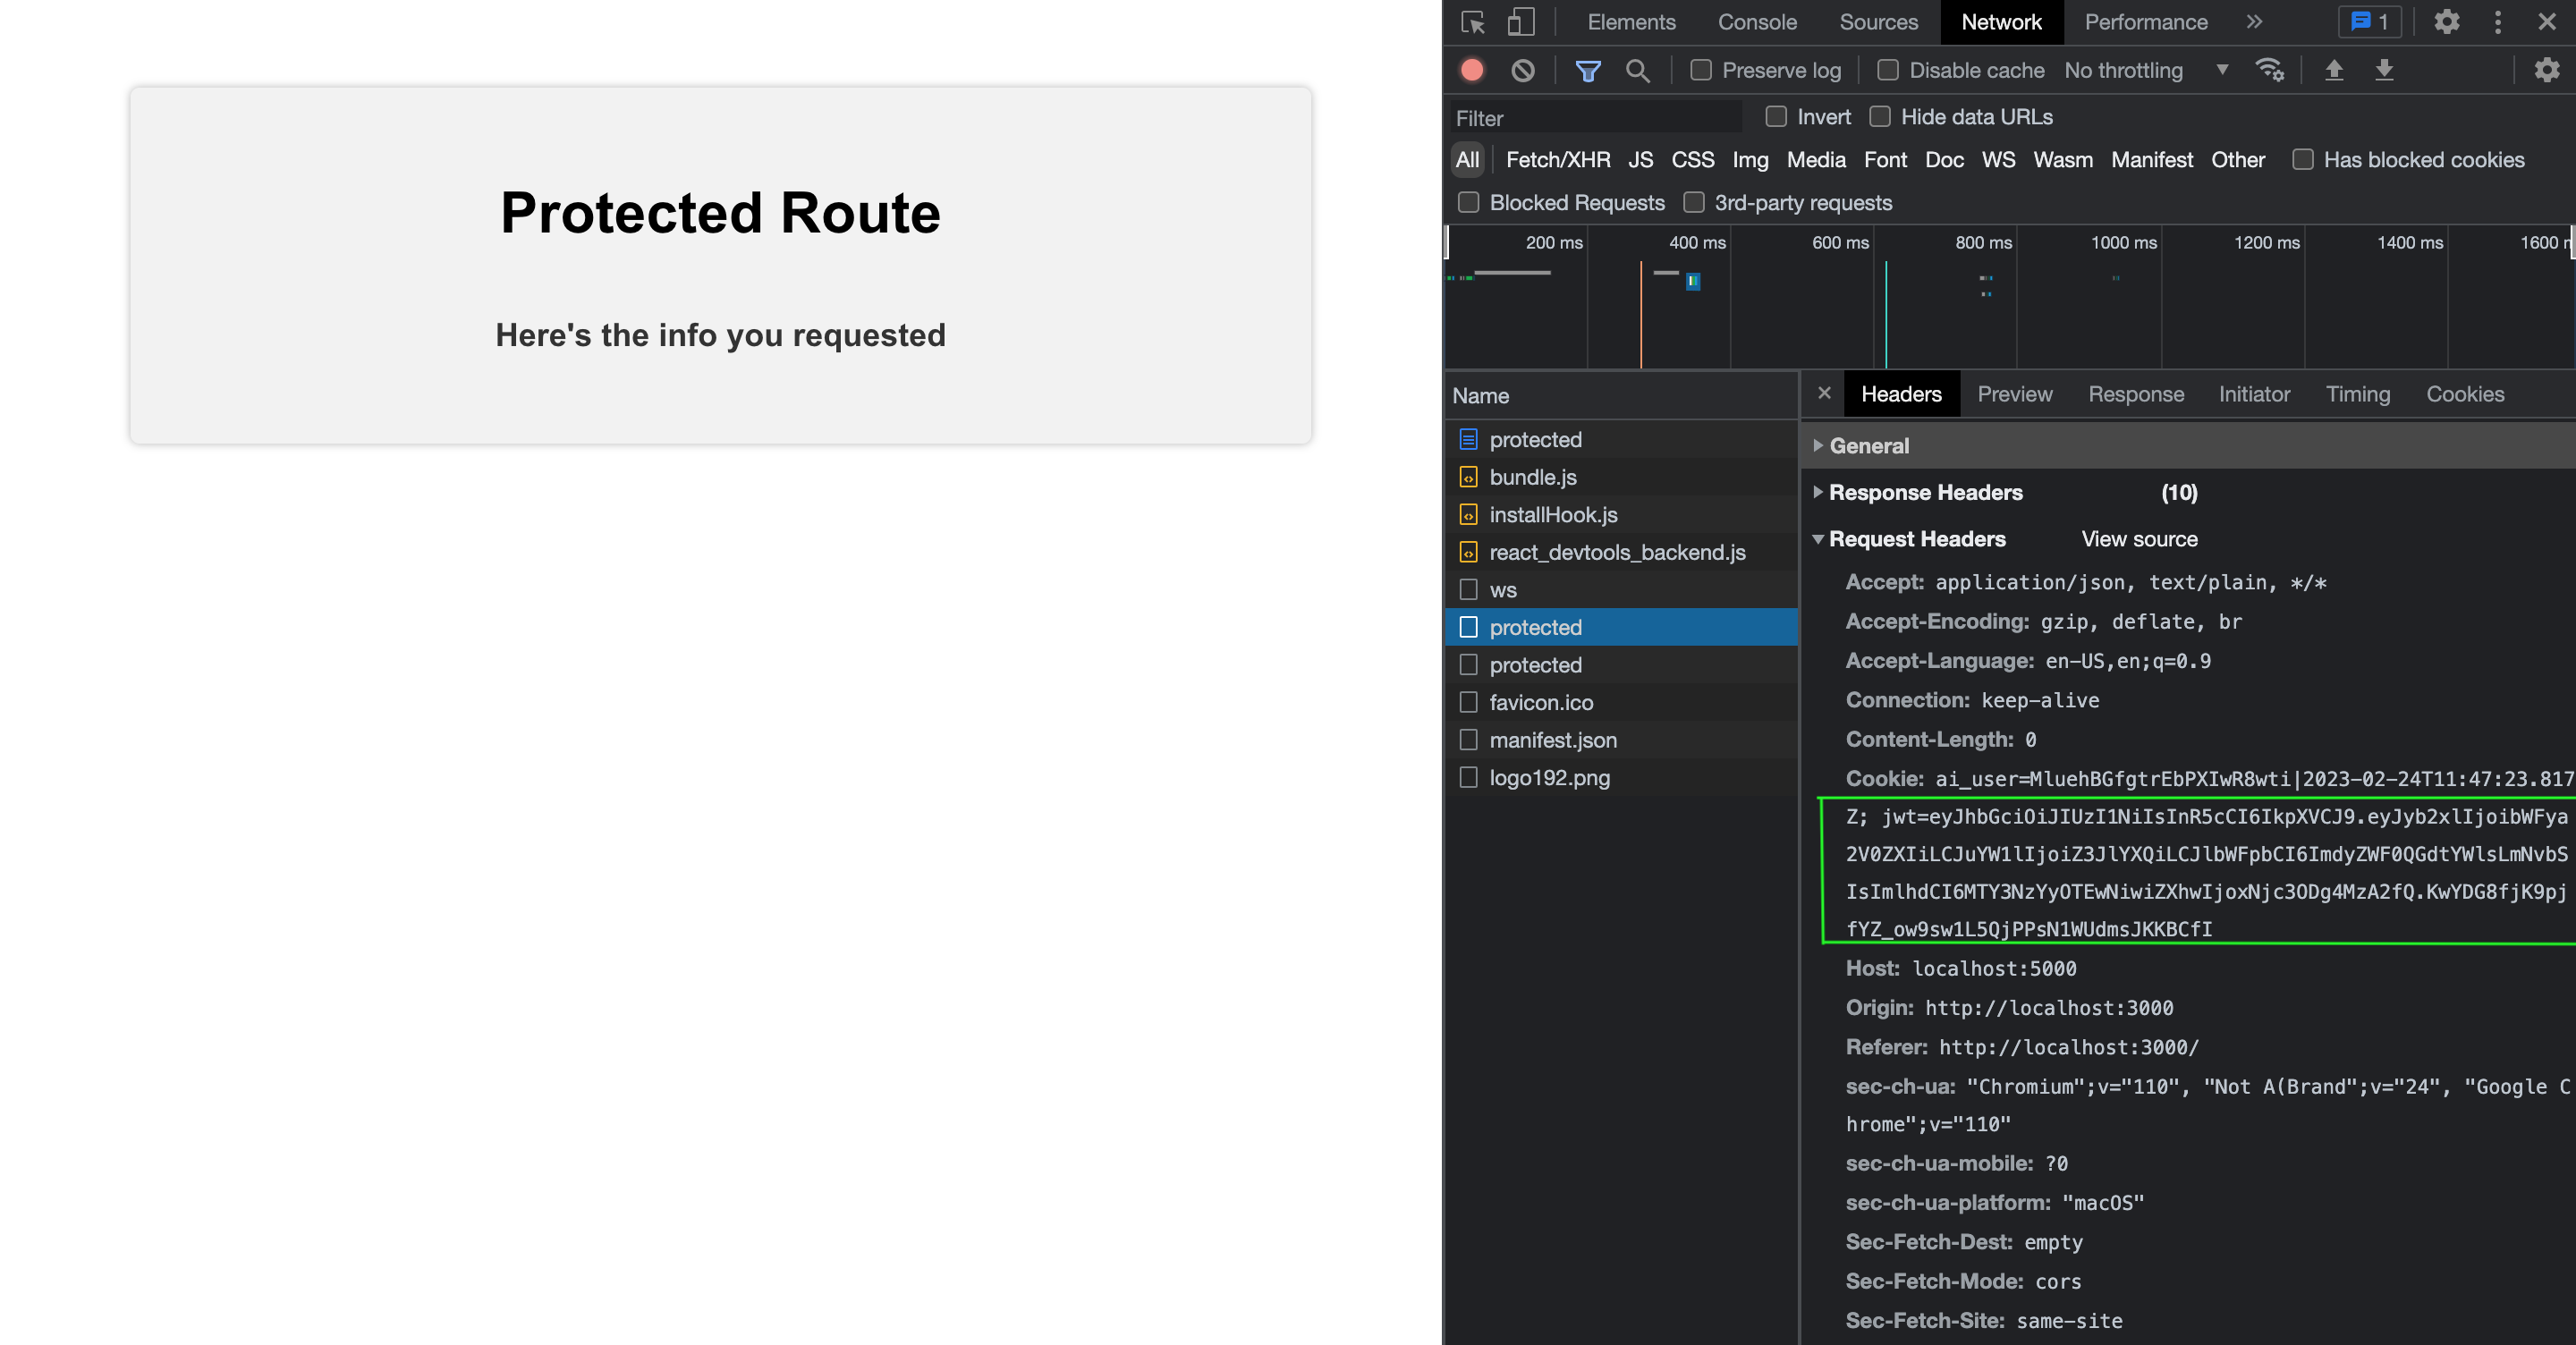 Protected Route
Here's the info you requested
Elements Console Sources Network Performance 1
Preserve log Disable cache No throttling
Filter Invert Hide data URLs
All Fetch/XHR JS CSS Img Media Font Doc WS Wasm Manifest Other Has blocked cookies
Blocked Requests 3rd-party requests
200 ms 400 ms 600 ms 800 ms 1000 ms 1200 ms 1400 ms 1600
Name
protected
bundle.js
installHook.js
react_devtools_backend.js
ws
protected
protected
favicon.ico
manifest.json
logo192.png
Headers Preview Response Initiator Timing Cookies
General
Response Headers (10)
Request Headers View source
Accept: application/json, text/plain, */*
Accept-Encoding: gzip, deflate, br
Accept-Language: en-US,en;q=0.9
Connection: keep-alive
Content-Length: 0
Cookie: ai_user=MluehBGfgtrEbPXIwR8wti|2023-02-24T11:47:23.817
Z; jwt=eyJhbGciOiJIUzI1NiIsInR5cCI6IkpXVCJ9.eyJyb2xlIjoibWFya
2V0ZXIiLCJuYW1lIjoiZ3JlYXQiLCJlbWFpbCI6ImdyZWF0QGdtYWlsLmNvbS
IsImlhdCI6MTY3NzYyOTEwNiwiZXhwIjoxNjc3ODg4MzA2fQ.KwYDG8fjK9pj
fYZ_ow9sw1L5QjPPsN1WUdmsJKKBCfI
Host: localhost:5000
Origin: http://localhost:3000
Referer: http://localhost:3000/
sec-ch-ua: "Chromium";v="110", "Not A(Brand";v="24", "Google C
hrome";v="110"
sec-ch-ua-mobile: ?0
sec-ch-ua-platform: "macOS"
Sec-Fetch-Dest: empty
Sec-Fetch-Mode: cors
Sec-Fetch-Site: same-site